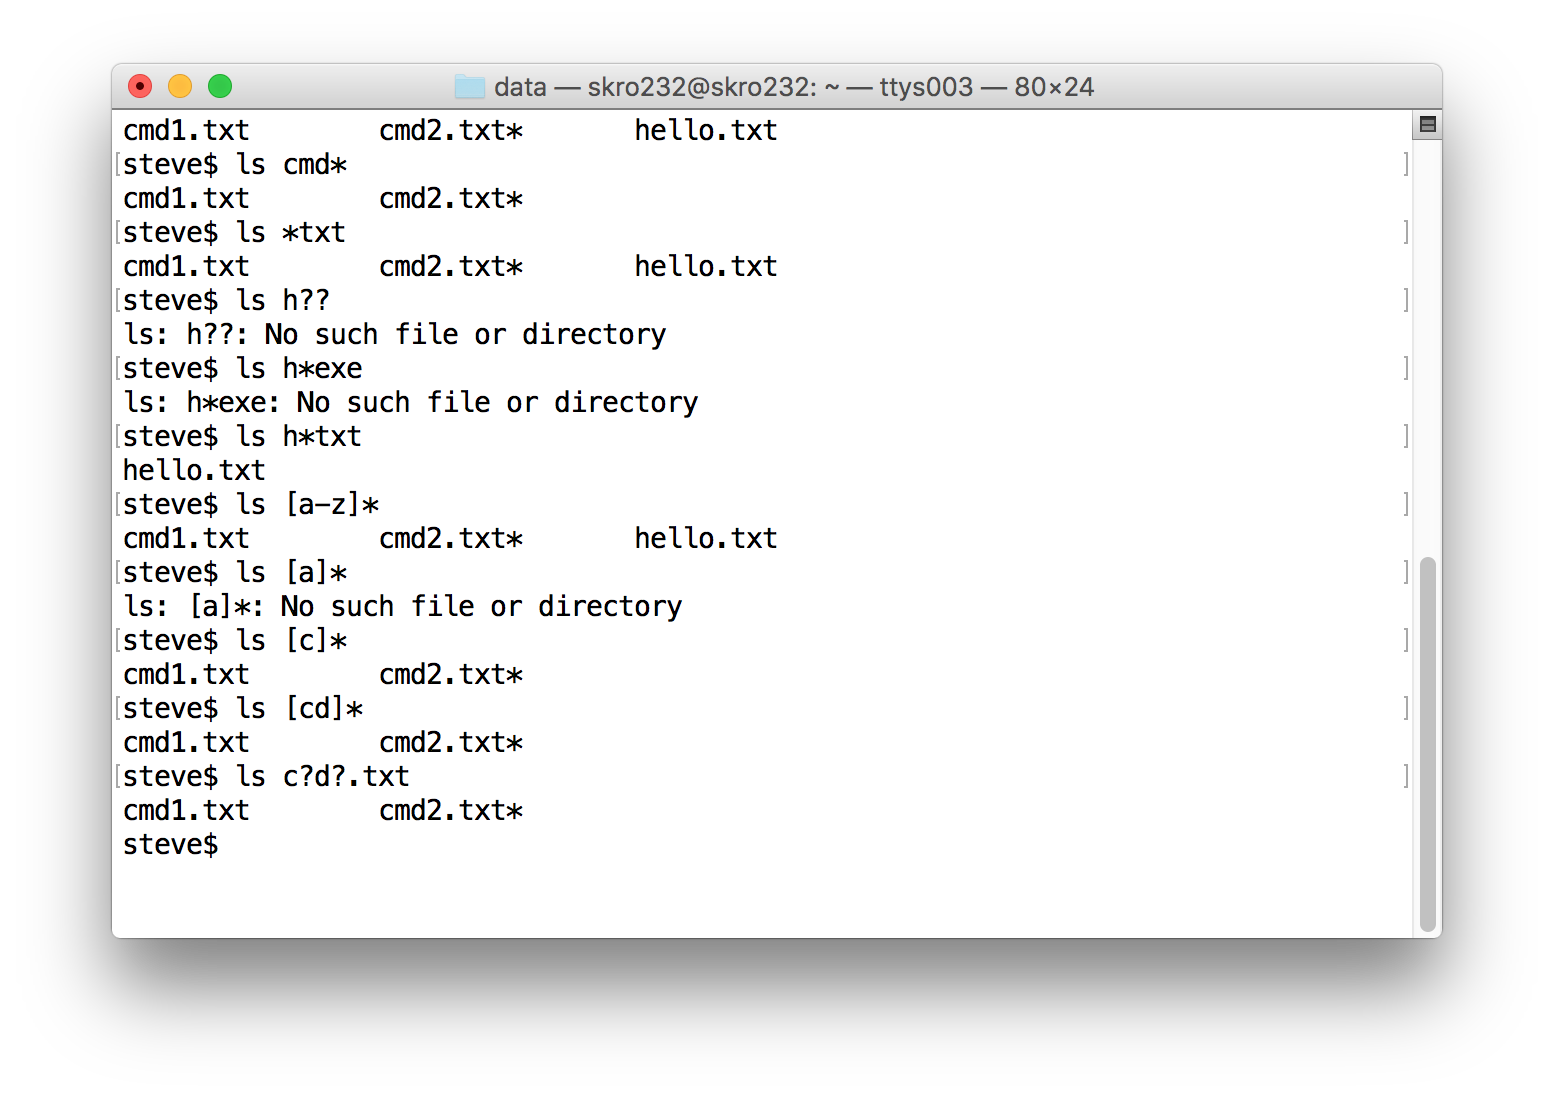 data — skro232@skro232: ~ — ttys003 — 80×24
cmd1.txt        cmd2.txt*       hello.txt
[steve$ ls cmd* ]
cmd1.txt        cmd2.txt*
[steve$ ls *txt ]
cmd1.txt        cmd2.txt*       hello.txt
[steve$ ls h?? ]
ls: h??: No such file or directory
[steve$ ls h*exe ]
ls: h*exe: No such file or directory
[steve$ ls h*txt ]
hello.txt
[steve$ ls [a-z]* ]
cmd1.txt        cmd2.txt*       hello.txt
[steve$ ls [a]* ]
ls: [a]*: No such file or directory
[steve$ ls [c]* ]
cmd1.txt        cmd2.txt*
[steve$ ls [cd]* ]
cmd1.txt        cmd2.txt*
[steve$ ls c?d?.txt ]
cmd1.txt        cmd2.txt*
steve$